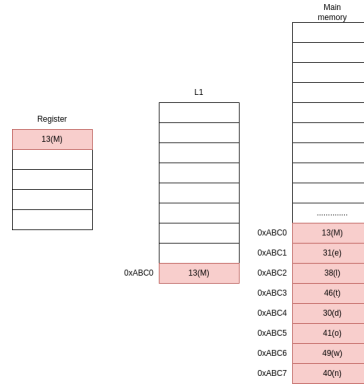 Main
memory
L1
Register
13(M)
..............
0xABC0 13(M)
0xABC0 13(M)
0xABC1 31(e)
0xABC2 38(l)
0xABC3 46(t)
0xABC4 30(d)
0xABC5 41(o)
0xABC6 49(w)
0xABC7 40(n)